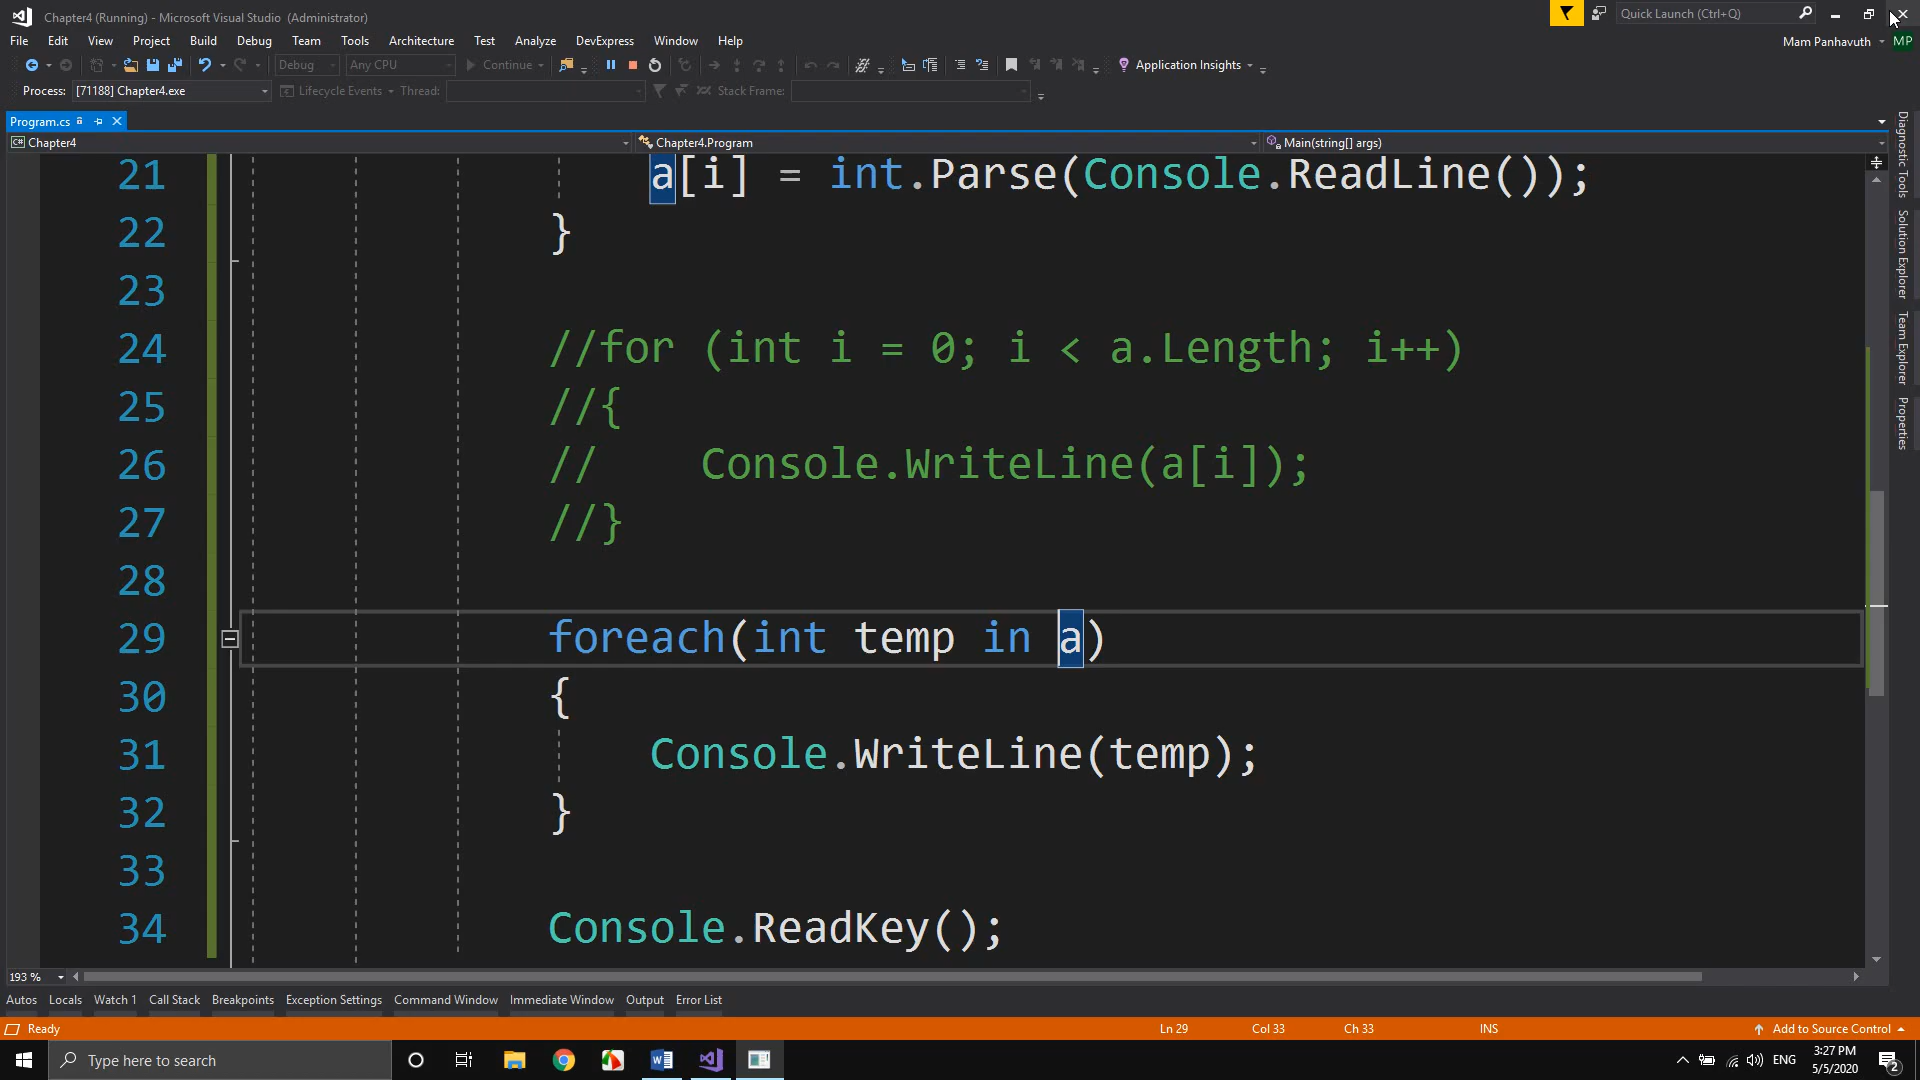 Chapter4 (Running) - Microsoft Visual Studio (Administrator)
Quick Launch (Ctrl+Q)
File Edit View Project Build Debug Team Tools Architecture Test Analyze DevExpress Window Help
Mam Panhavuth MP
Debug Any CPU Continue Application Insights
Process: [71188] Chapter4.exe Lifecycle Events Thread: Stack Frame:
Program.cs
C# Chapter4 Chapter4.Program Main(string[] args)
21 a[i] = int.Parse(Console.ReadLine());
22 }
23
24 //for (int i = 0; i < a.Length; i++)
25 //{
26 // Console.WriteLine(a[i]);
27 //}
28
29 foreach(int temp in a)
30 {
31 Console.WriteLine(temp);
32 }
33
34 Console.ReadKey();
Diagnostic Tools
Solution Explorer
Team Explorer
Properties
193 %
Autos Locals Watch 1 Call Stack Breakpoints Exception Settings Command Window Immediate Window Output Error List
Ready Ln 29 Col 33 Ch 33 INS Add to Source Control
Type here to search
ENG
3:27 PM
5/5/2020
2